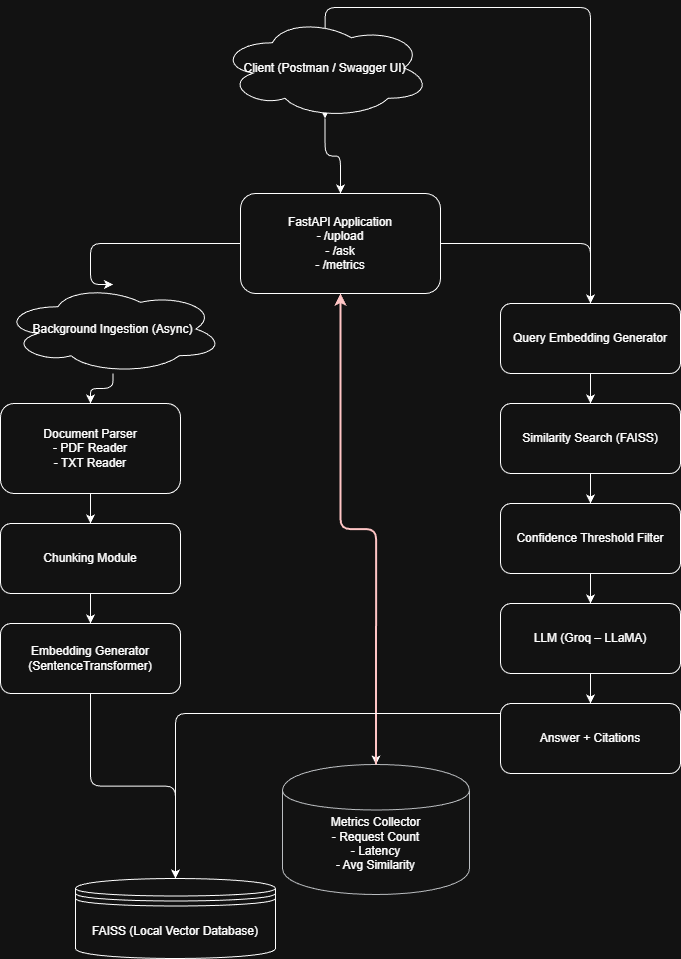 Client (Postman / Swagger UI)
FastAPI Application
- /upload
- /ask
- /metrics
Background Ingestion (Async)
Document Parser
- PDF Reader
- TXT Reader
Chunking Module
Embedding Generator
(SentenceTransformer)
Query Embedding Generator
Similarity Search (FAISS)
Confidence Threshold Filter
LLM (Groq – LLaMA)
Answer + Citations
Metrics Collector
- Request Count
- Latency
- Avg Similarity
FAISS (Local Vector Database)